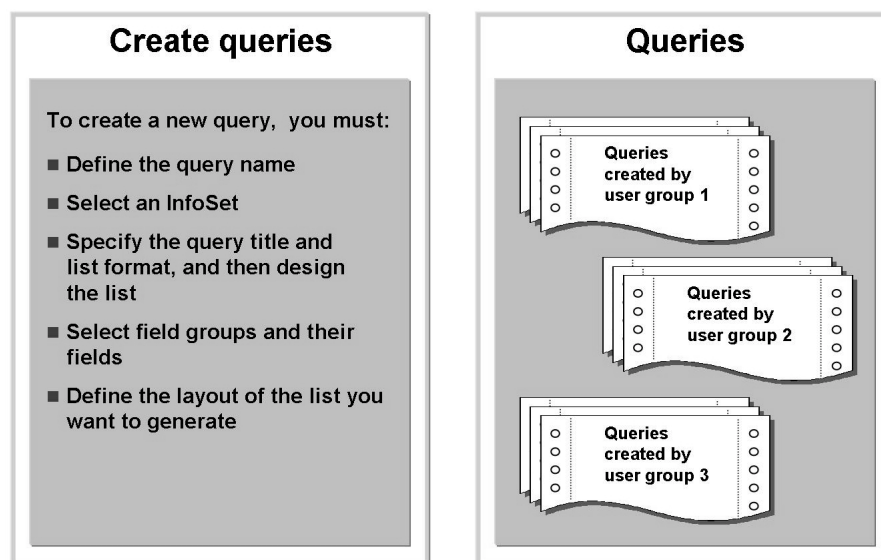 Create queries
To create a new query, you must:
Define the query name
Select an InfoSet
Specify the query title and
list format, and then design
the list
Select field groups and their
fields
Define the layout of the list you
want to generate
Queries
Queries
created by
user group 1
Queries
created by
user group 2
Queries
created by
user group 3